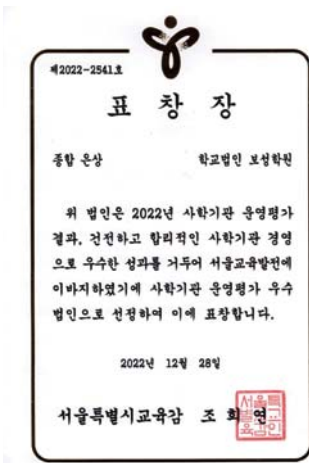 제2022-2541호
표 창 장
종합 은상 학교법인 보성학원
위 법인은 2022년 사학기관 운영평가
결과, 건전하고 합리적인 사학기관 경영
으로 우수한 성과를 거두어 서울교육발전에
이바지하였기에 사학기관 운영평가 우수
법인으로 선정하여 이에 표창합니다.
2022년 12월 28일
서울특별시교육감 조 희 연